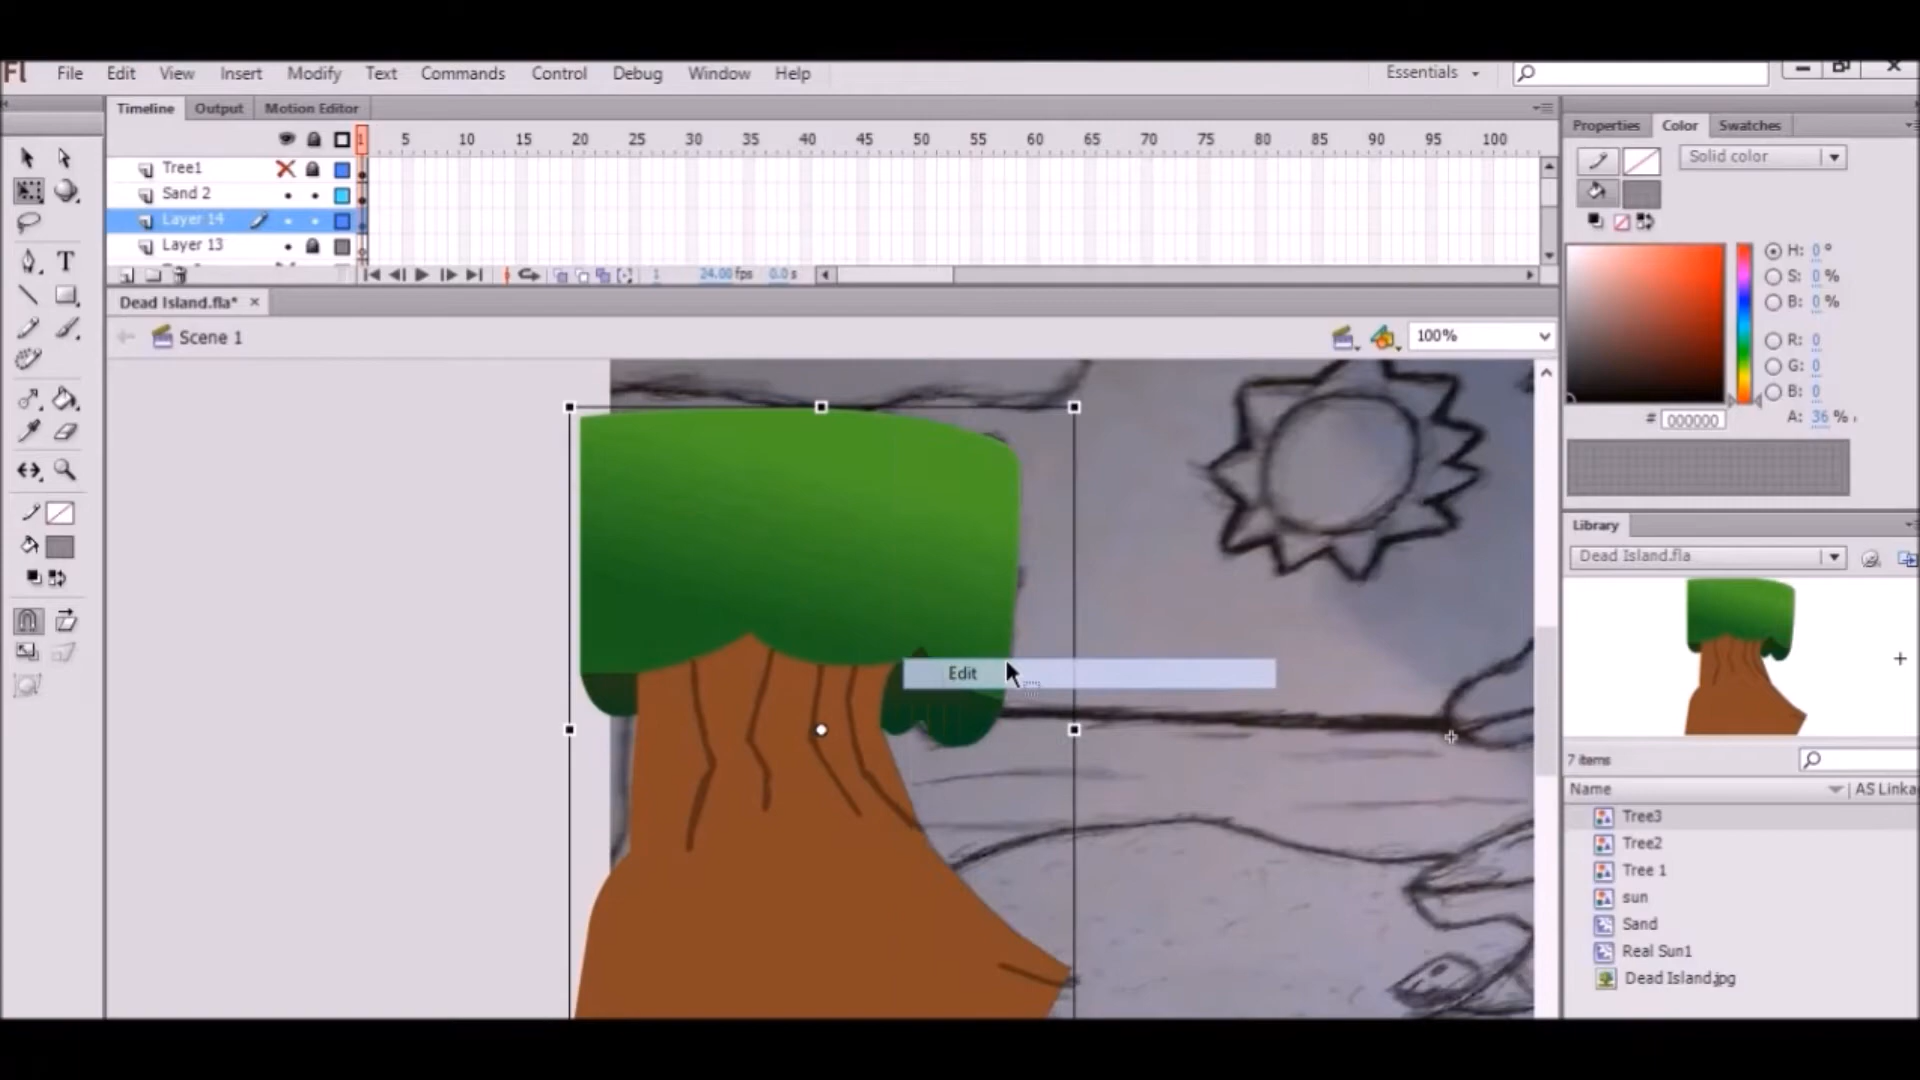 Fl File Edit View Insert Modify Text Commands Control Debug Window Help Essentials
Timeline Output Motion Editor
1 5 10 15 20 25 30 35 40 45 50 55 60 65 70 75 80 85 90 95 100
Tree1
Sand 2
Layer 14
Layer 13
1 24.00 fps 0.0 s
Dead Island.fla*
Scene 1
100%
Edit
Properties Color Swatches
Solid color
H: 0 °
S: 0 %
B: 0 %
R: 0
G: 0
B: 0
# 000000 A: 36 %
Library
Dead Island.fla
7 items
Name AS Linka
Tree3
Tree2
Tree 1
sun
Sand
Real Sun1
Dead Island.jpg
T